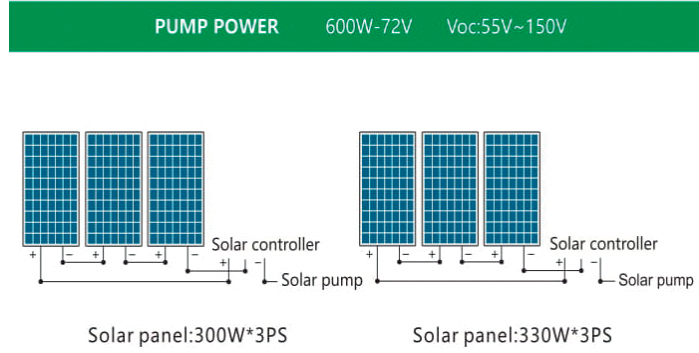 PUMP POWER 600W-72V Voc:55V~150V
+ − + − + − Solar controller
+ −
Solar pump
+ − + − + − Solar controller
+ −
Solar pump
Solar panel:300W*3PS
Solar panel:330W*3PS